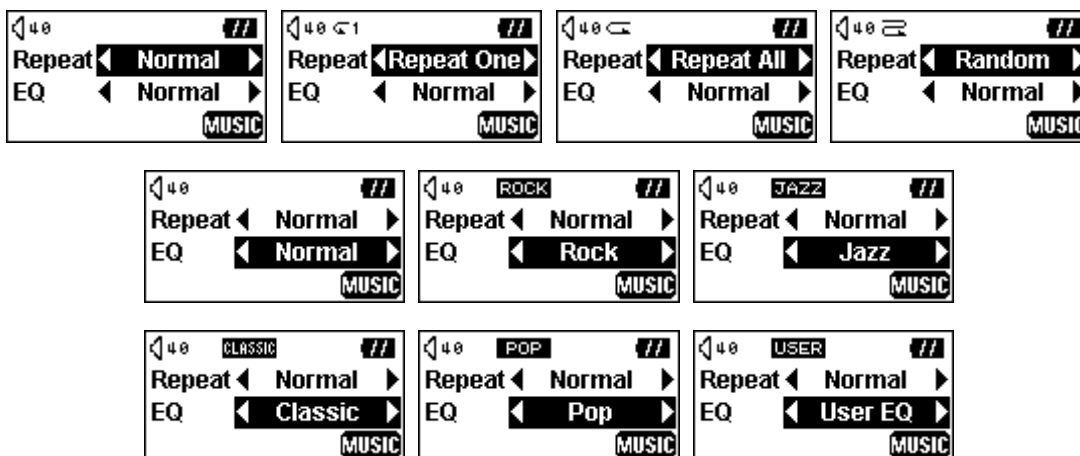 40
40 1
40
40
Repeat Normal
Repeat Repeat One
Repeat Repeat All
Repeat Random
EQ Normal
EQ Normal
EQ Normal
EQ Normal
MUSIC
MUSIC
MUSIC
MUSIC
40
40 ROCK
40 JAZZ
Repeat Normal
Repeat Normal
Repeat Normal
EQ Normal
EQ Rock
EQ Jazz
MUSIC
MUSIC
MUSIC
40 CLASSIC
40 POP
40 USER
Repeat Normal
Repeat Normal
Repeat Normal
EQ Classic
EQ Pop
EQ User EQ
MUSIC
MUSIC
MUSIC